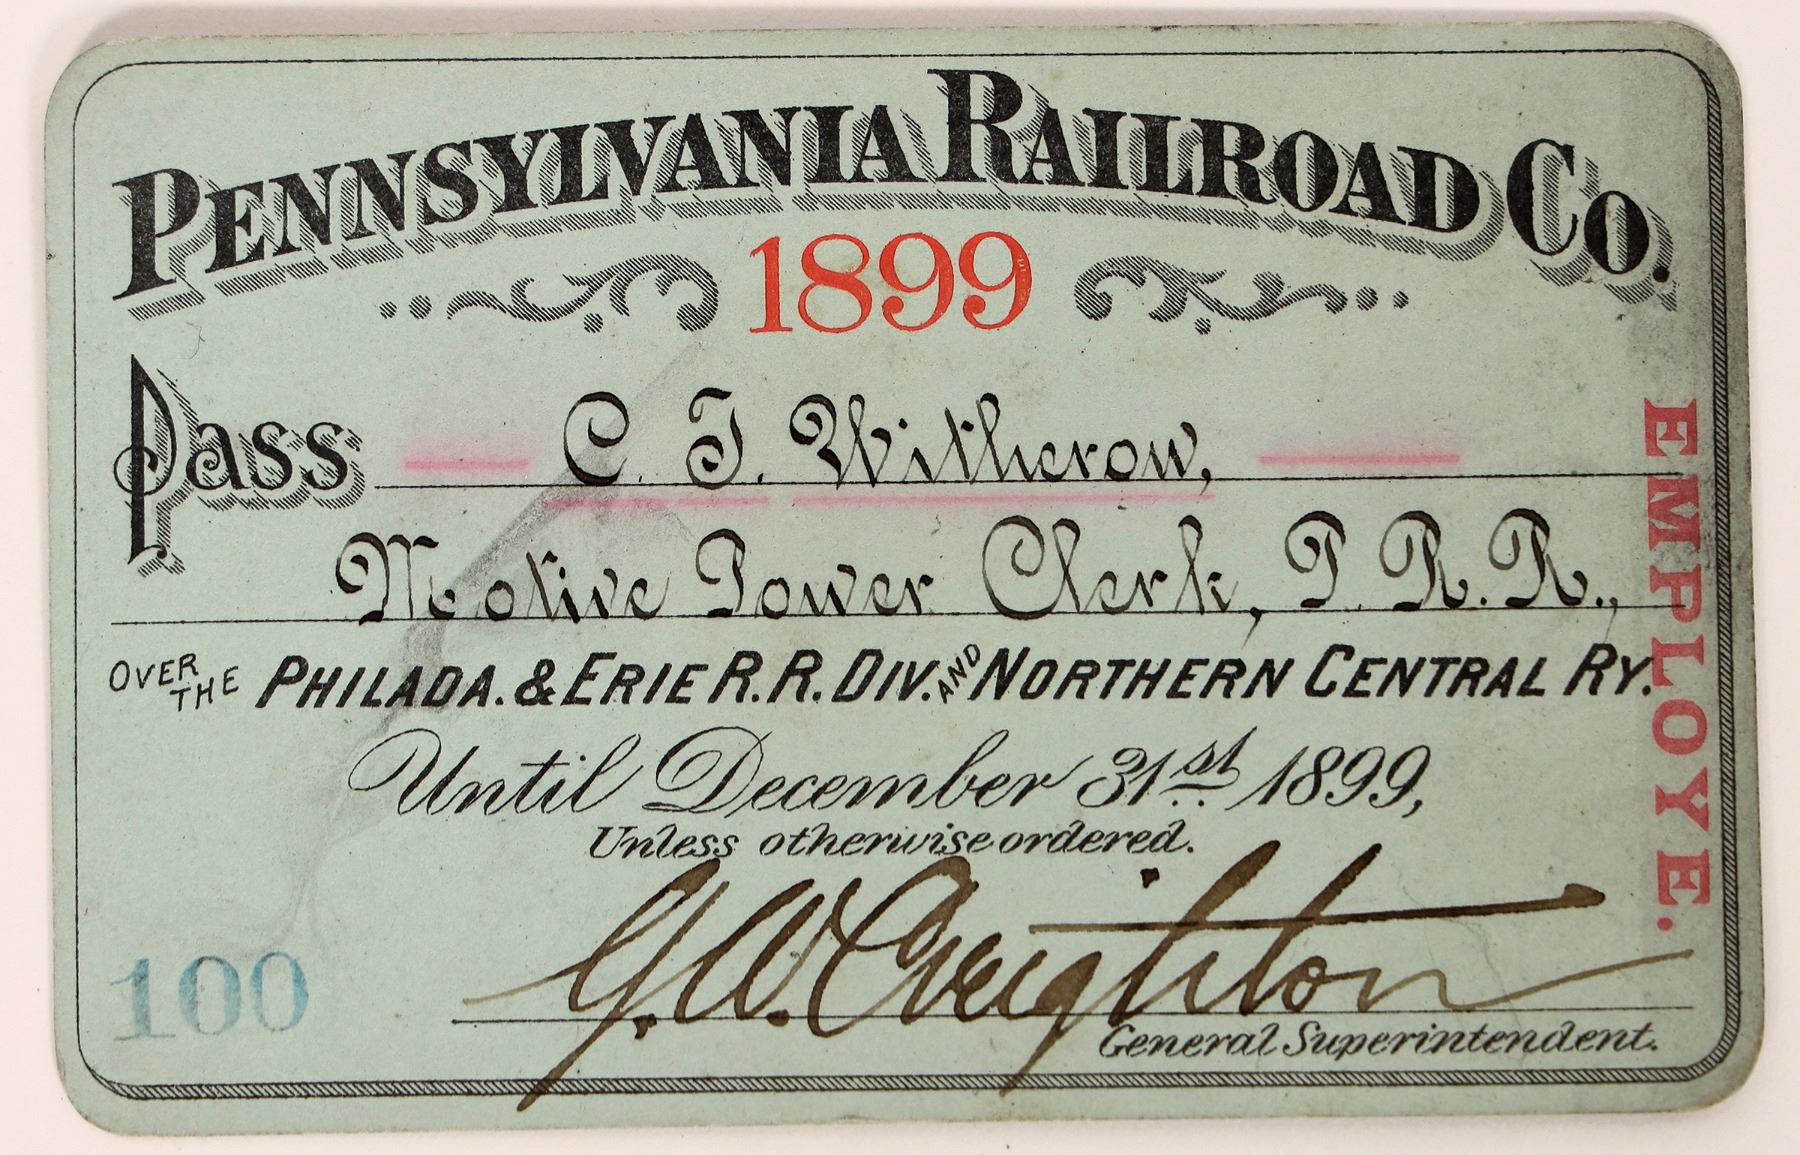 PENNSYLVANIA RAILROAD CO.
1899
Pass C. T. Witherow,
Motive Power Clerk, P. R. R.,
OVER THE PHILADA. & ERIE R.R. DIV. AND NORTHERN CENTRAL RY.
Until December 31st 1899,
Unless otherwise ordered.
G. W. Creighton
General Superintendent.
100
EMPLOYE.